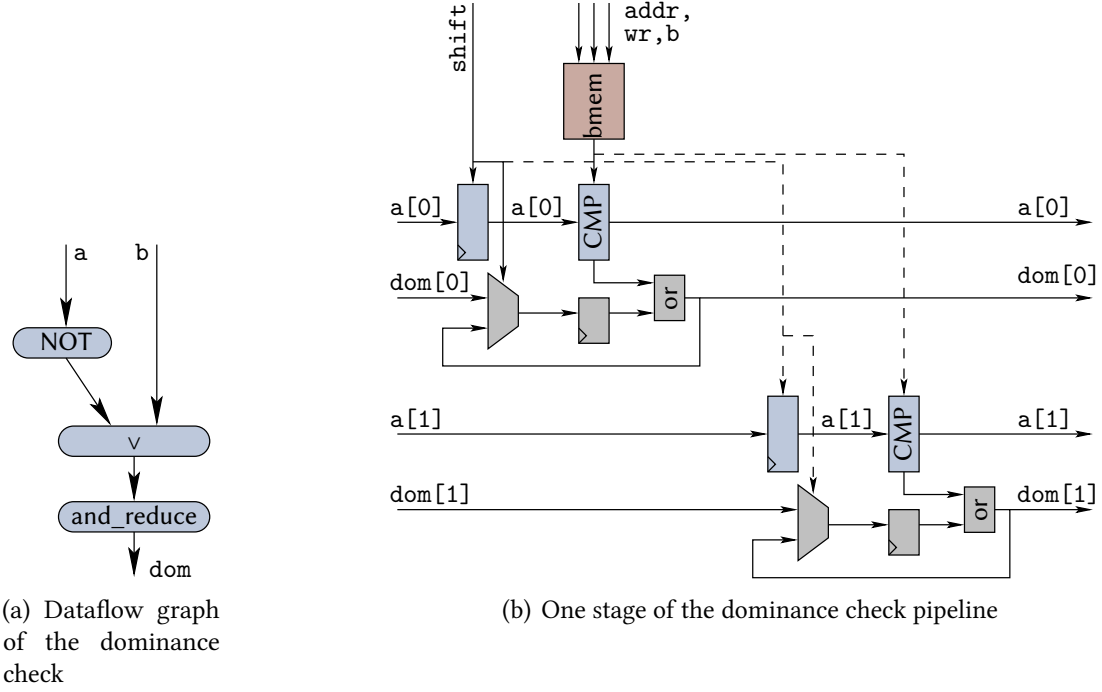 a
b
NOT
∨
and_reduce
dom
(a) Dataflow graph
of the dominance
check
shift
addr,
wr,b
bmem
a[0]
a[0]
CMP
a[0]
dom[0]
or
dom[0]
a[1]
a[1]
CMP
a[1]
dom[1]
or
dom[1]
(b) One stage of the dominance check pipeline